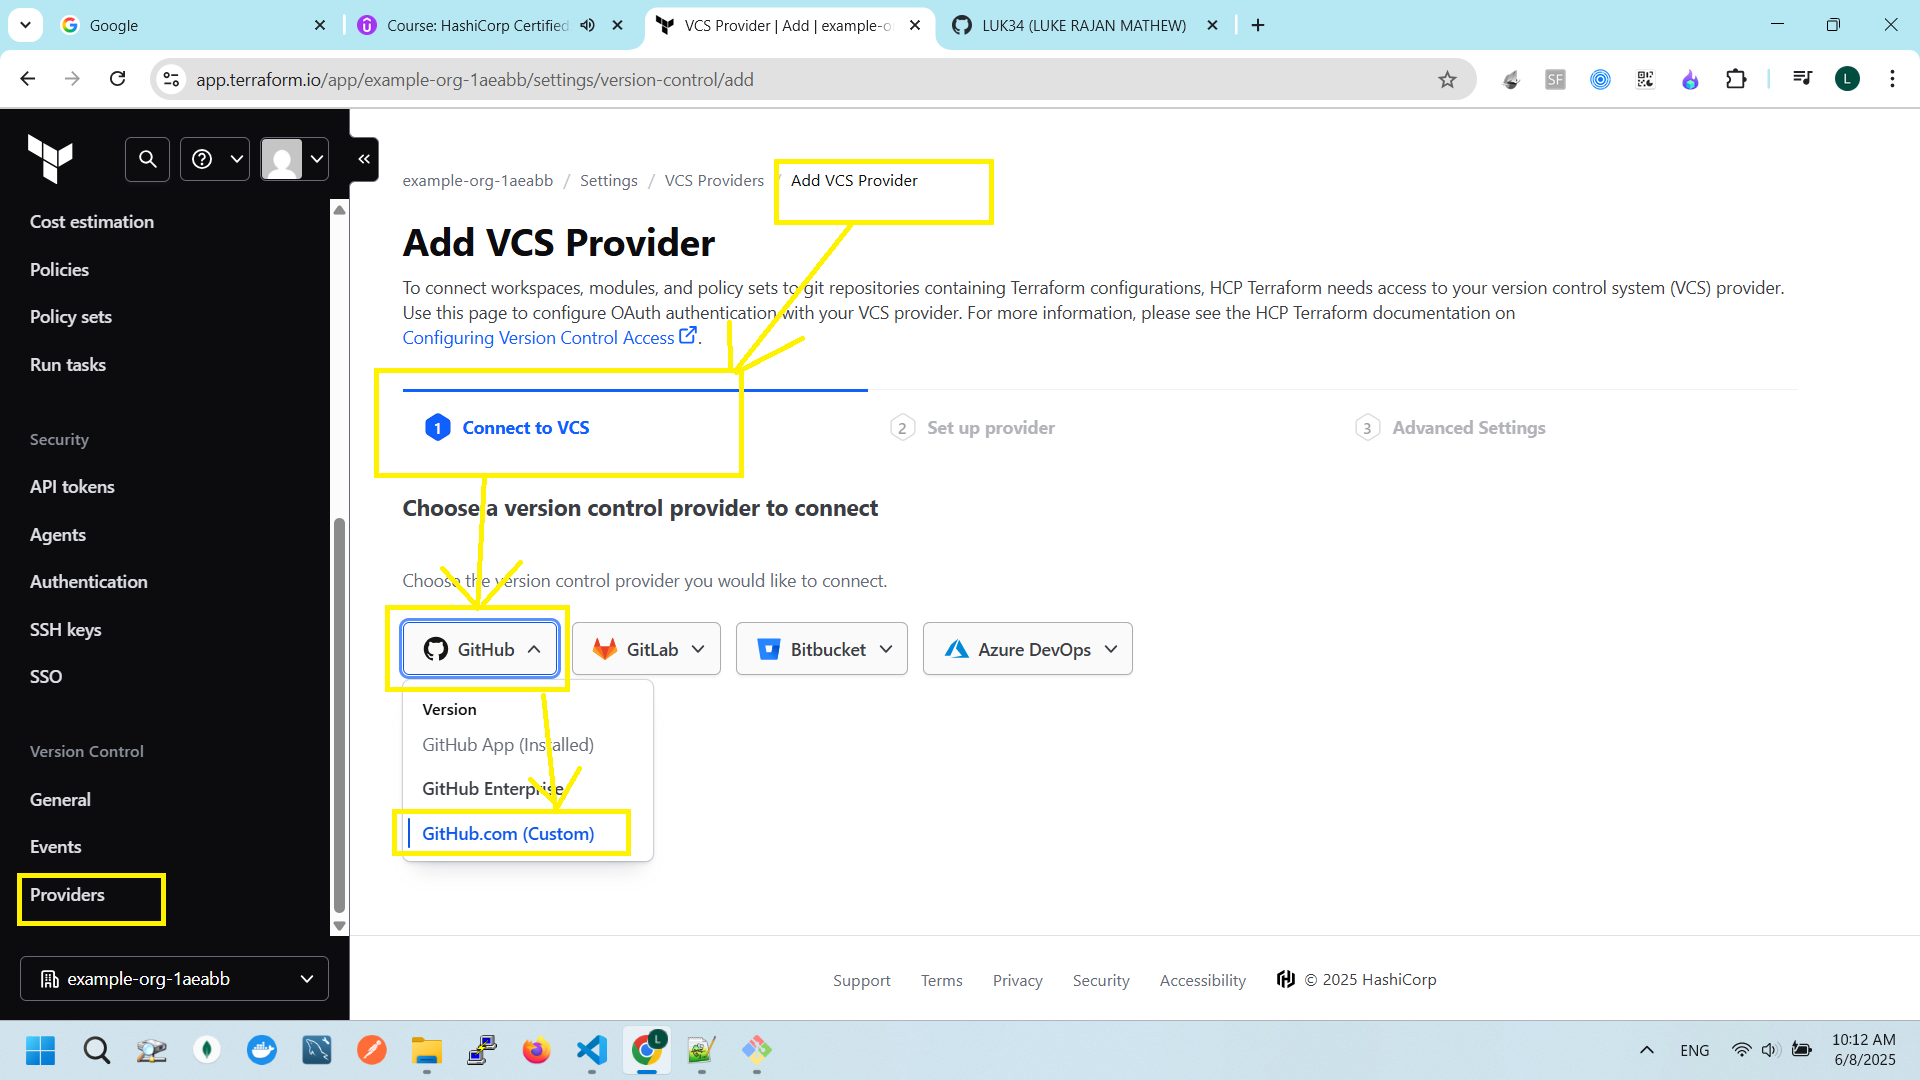 Google
Course: HashiCorp Certified
VCS Provider | Add | example-o
LUK34 (LUKE RAJAN MATHEW)
app.terraform.io/app/example-org-1aeabb/settings/version-control/add
SF
L
Cost estimation
Policies
Policy sets
Run tasks
Security
API tokens
Agents
Authentication
SSH keys
SSO
Version Control
General
Events
Providers
example-org-1aeabb
example-org-1aeabb / Settings / VCS Providers / Add VCS Provider
Add VCS Provider
To connect workspaces, modules, and policy sets to git repositories containing Terraform configurations, HCP Terraform needs access to your version control system (VCS) provider.
Use this page to configure OAuth authentication with your VCS provider. For more information, please see the HCP Terraform documentation on
Configuring Version Control Access.
1 Connect to VCS
2 Set up provider
3 Advanced Settings
Choose a version control provider to connect
Choose the version control provider you would like to connect.
GitHub
GitLab
Bitbucket
Azure DevOps
Version
GitHub App (Installed)
GitHub Enterprise
GitHub.com (Custom)
Support
Terms
Privacy
Security
Accessibility
© 2025 HashiCorp
L
ENG
10:12 AM
6/8/2025